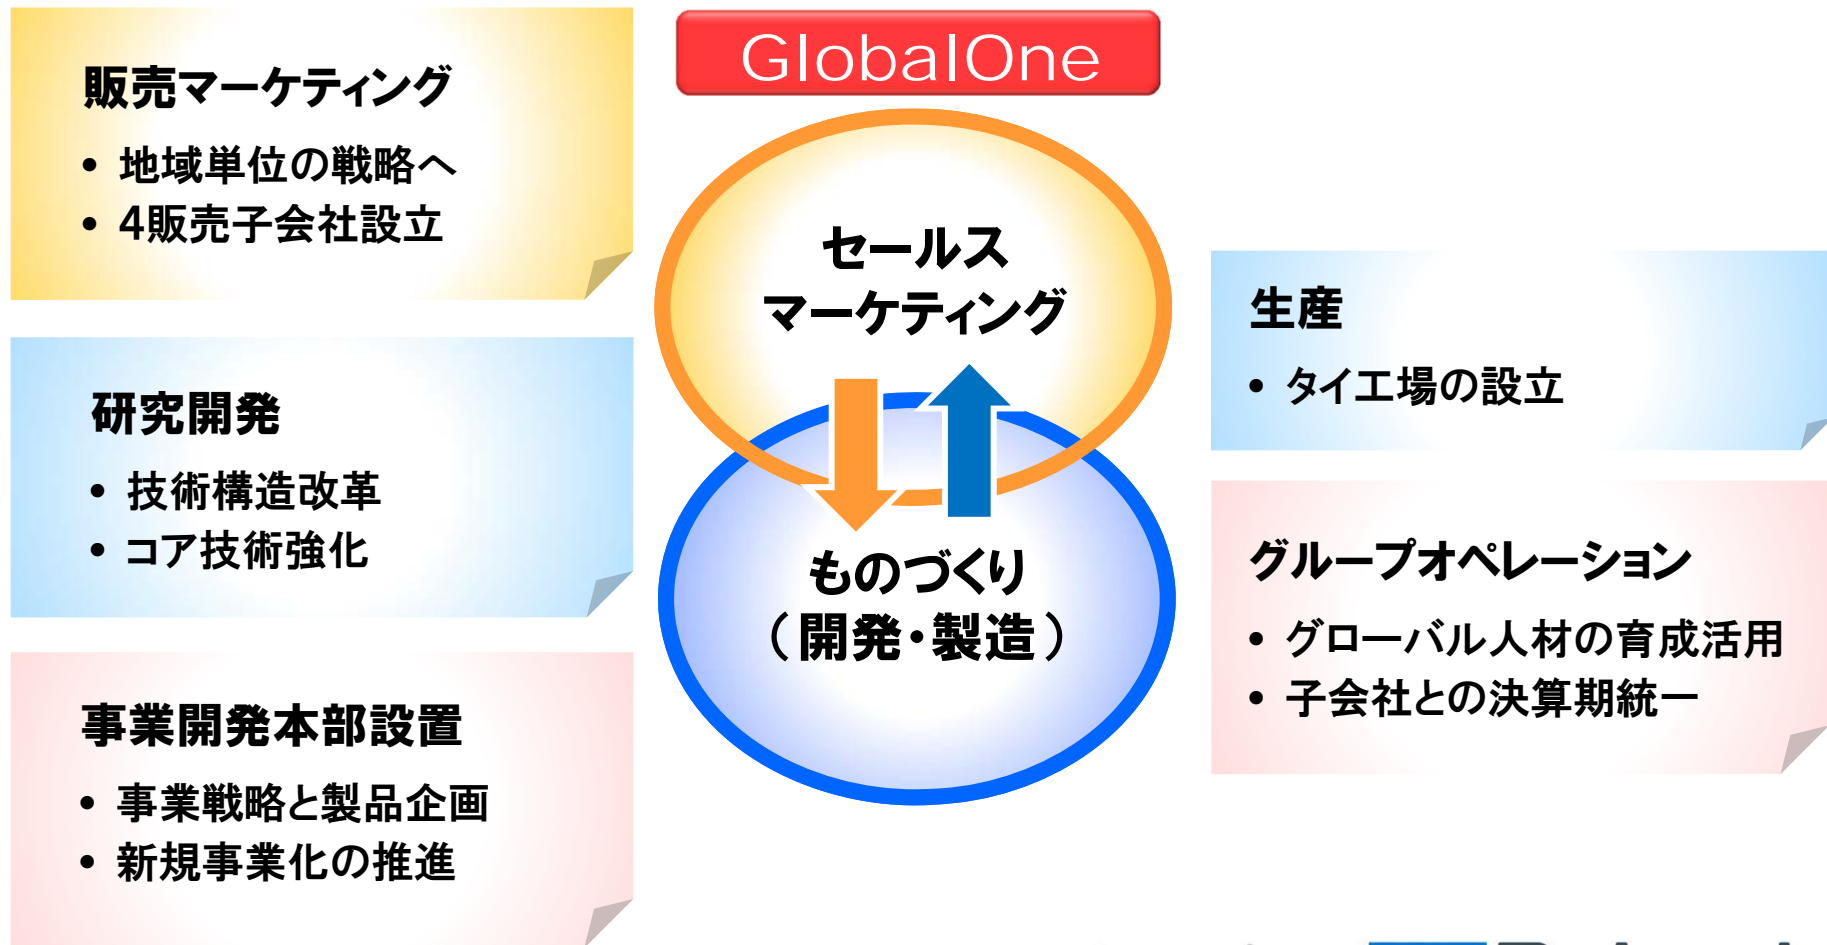 GlobalOne
販売マーケティング
• 地域単位の戦略へ
• 4販売子会社設立
研究開発
• 技術構造改革
• コア技術強化
事業開発本部設置
• 事業戦略と製品企画
• 新規事業化の推進
セールス
マーケティング
ものづくり
（開発・製造）
生産
• タイ工場の設立
グループオペレーション
• グローバル人材の育成活用
• 子会社との決算期統一